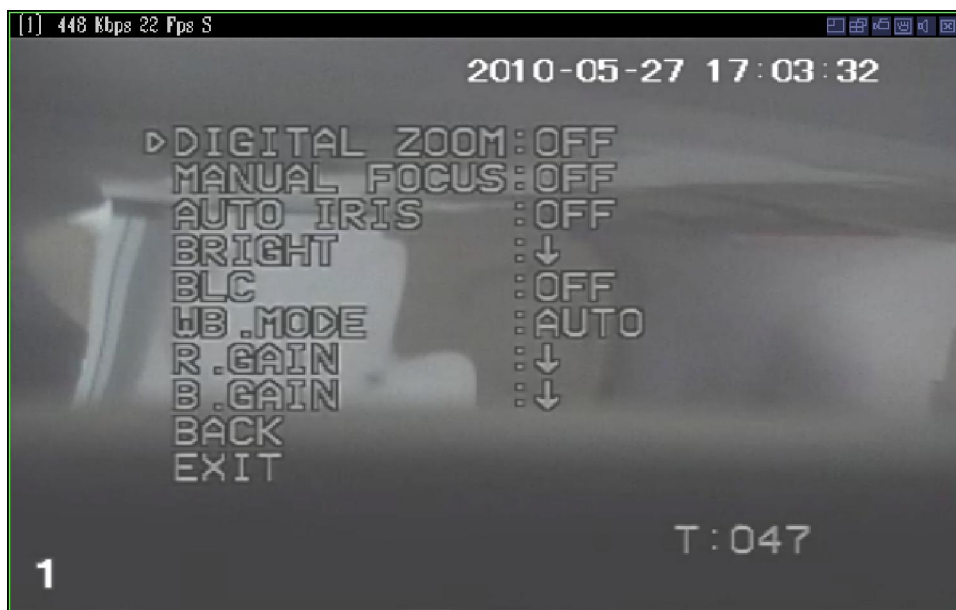 [1] 448 Kbps 22 Fps S
2010-05-27 17:03:32
▷DIGITAL ZOOM:OFF
MANUAL FOCUS:OFF
AUTO IRIS :OFF
BRIGHT :↓
BLC :OFF
WB.MODE :AUTO
R.GAIN :↓
B.GAIN :↓
BACK
EXIT
T:047
1